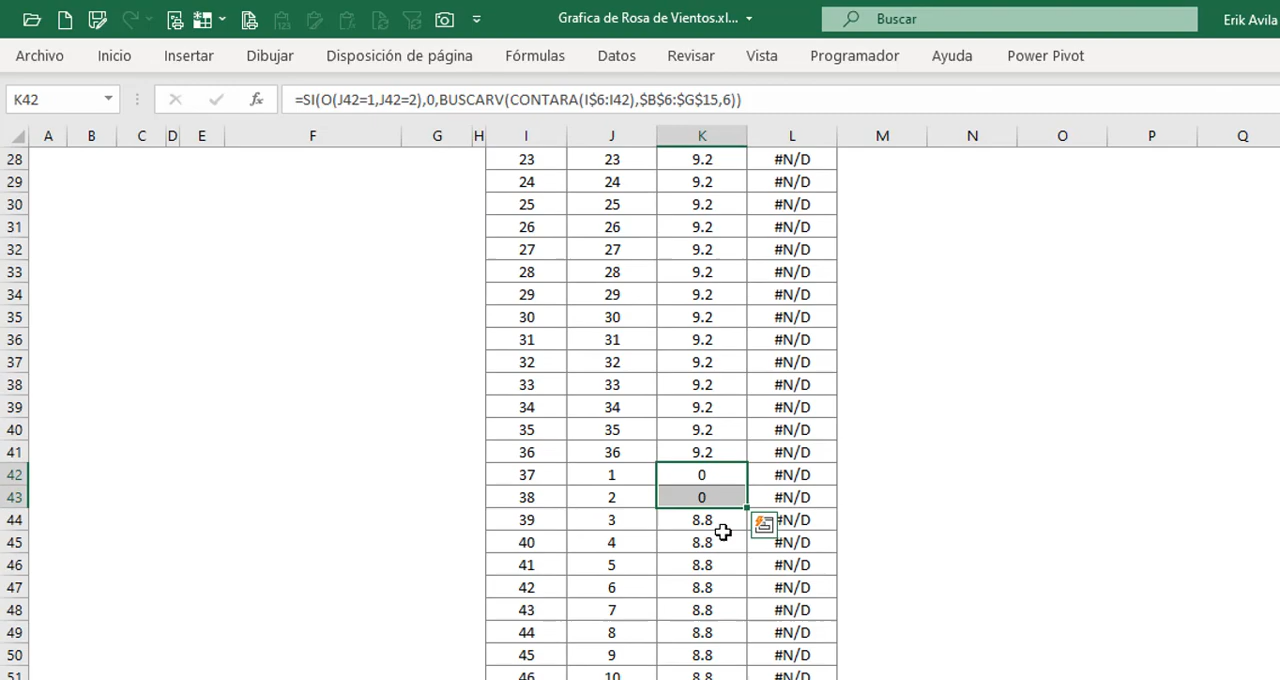 Grafica de Rosa de Vientos.xl...
Buscar
Erik Avila
Archivo Inicio Insertar Dibujar Disposición de página Fórmulas Datos Revisar Vista Programador Ayuda Power Pivot
K42 fx =SI(O(J42=1,J42=2),0,BUSCARV(CONTARA(I$6:I42),$B$6:$G$15,6))
A B C D E F G H I J K L M N O P Q
28 23 23 9.2 #N/D
29 24 24 9.2 #N/D
30 25 25 9.2 #N/D
31 26 26 9.2 #N/D
32 27 27 9.2 #N/D
33 28 28 9.2 #N/D
34 29 29 9.2 #N/D
35 30 30 9.2 #N/D
36 31 31 9.2 #N/D
37 32 32 9.2 #N/D
38 33 33 9.2 #N/D
39 34 34 9.2 #N/D
40 35 35 9.2 #N/D
41 36 36 9.2 #N/D
42 37 1 0 #N/D
43 38 2 0 #N/D
44 39 3 8.8 #N/D
45 40 4 8.8 #N/D
46 41 5 8.8 #N/D
47 42 6 8.8 #N/D
48 43 7 8.8 #N/D
49 44 8 8.8 #N/D
50 45 9 8.8 #N/D
51 46 10 8.8 #N/D